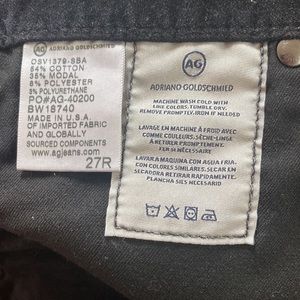 AG
ADRIANO GOLDSCHMIED
OSV1379-SBA
54% COTTON
35% MODAL
8% POLYESTER
3% POLYURETHANE
PO#AG-40200
BW18740
MADE IN U.S.A.
OF IMPORTED FABRIC
AND GLOBALLY
SOURCED COMPONENTS
www.agjeans.com
27R
AG
ADRIANO GOLDSCHMIED
MACHINE WASH COLD WITH
LIKE COLORS. TUMBLE DRY.
REMOVE PROMPTLY. IRON IF NEEDED
LAVAGE EN MACHINE À FROID AVEC
COULEURS SIMILAIRES.
SÈCHE-LINGE.
À RETIRER PROMPTEMENT.
FER SI NÉCESSAIRE
LAVAR A MAQUINA CON AGUA FRIA
CON COLORES SIMILARES. SECAR EN
SECADORA RETIRAR RAPIDAMENTE.
PLANCHA SI ES NECESARIO